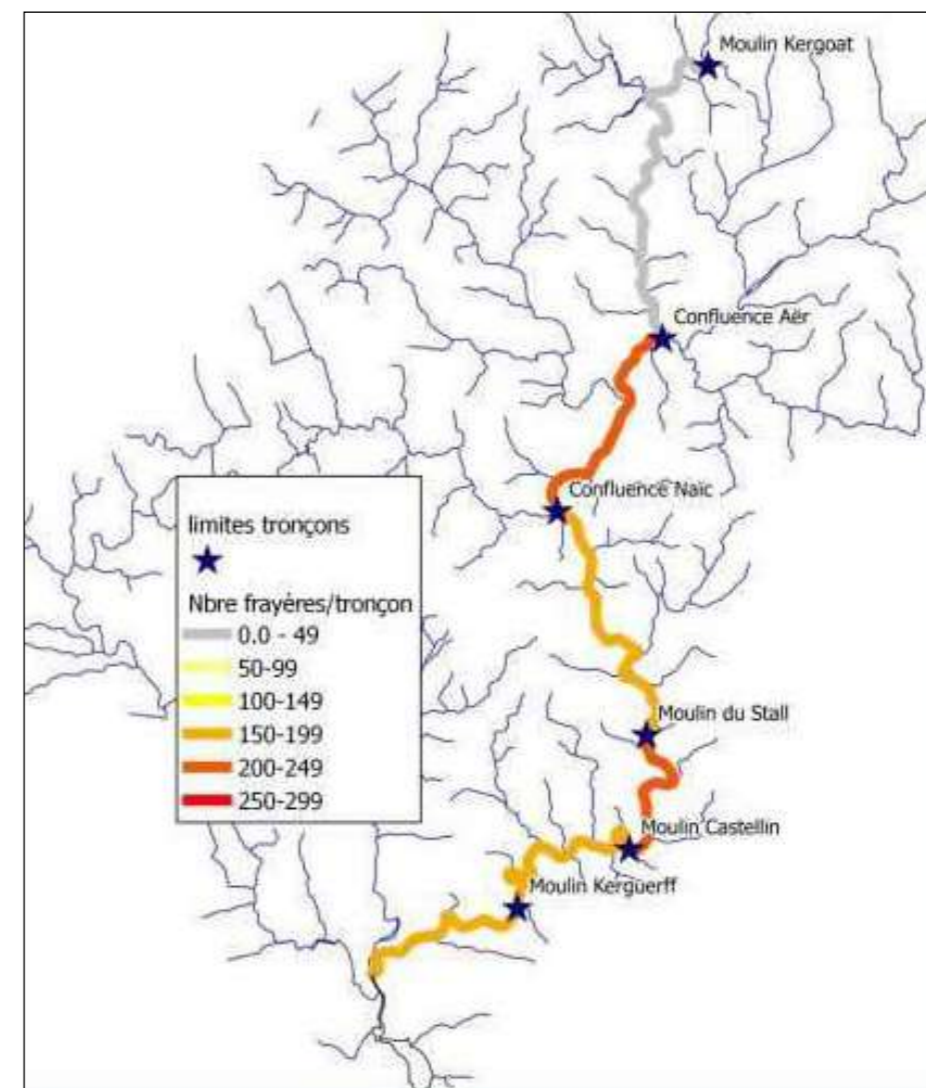 Moulin Kergoat
Confluence Aër
Confluence Naïc
limites tronçons
Nbre frayères/tronçon
0.0 - 49
50-99
100-149
150-199
200-249
250-299
Moulin du Stall
Moulin Castellin
Moulin Kergüerff